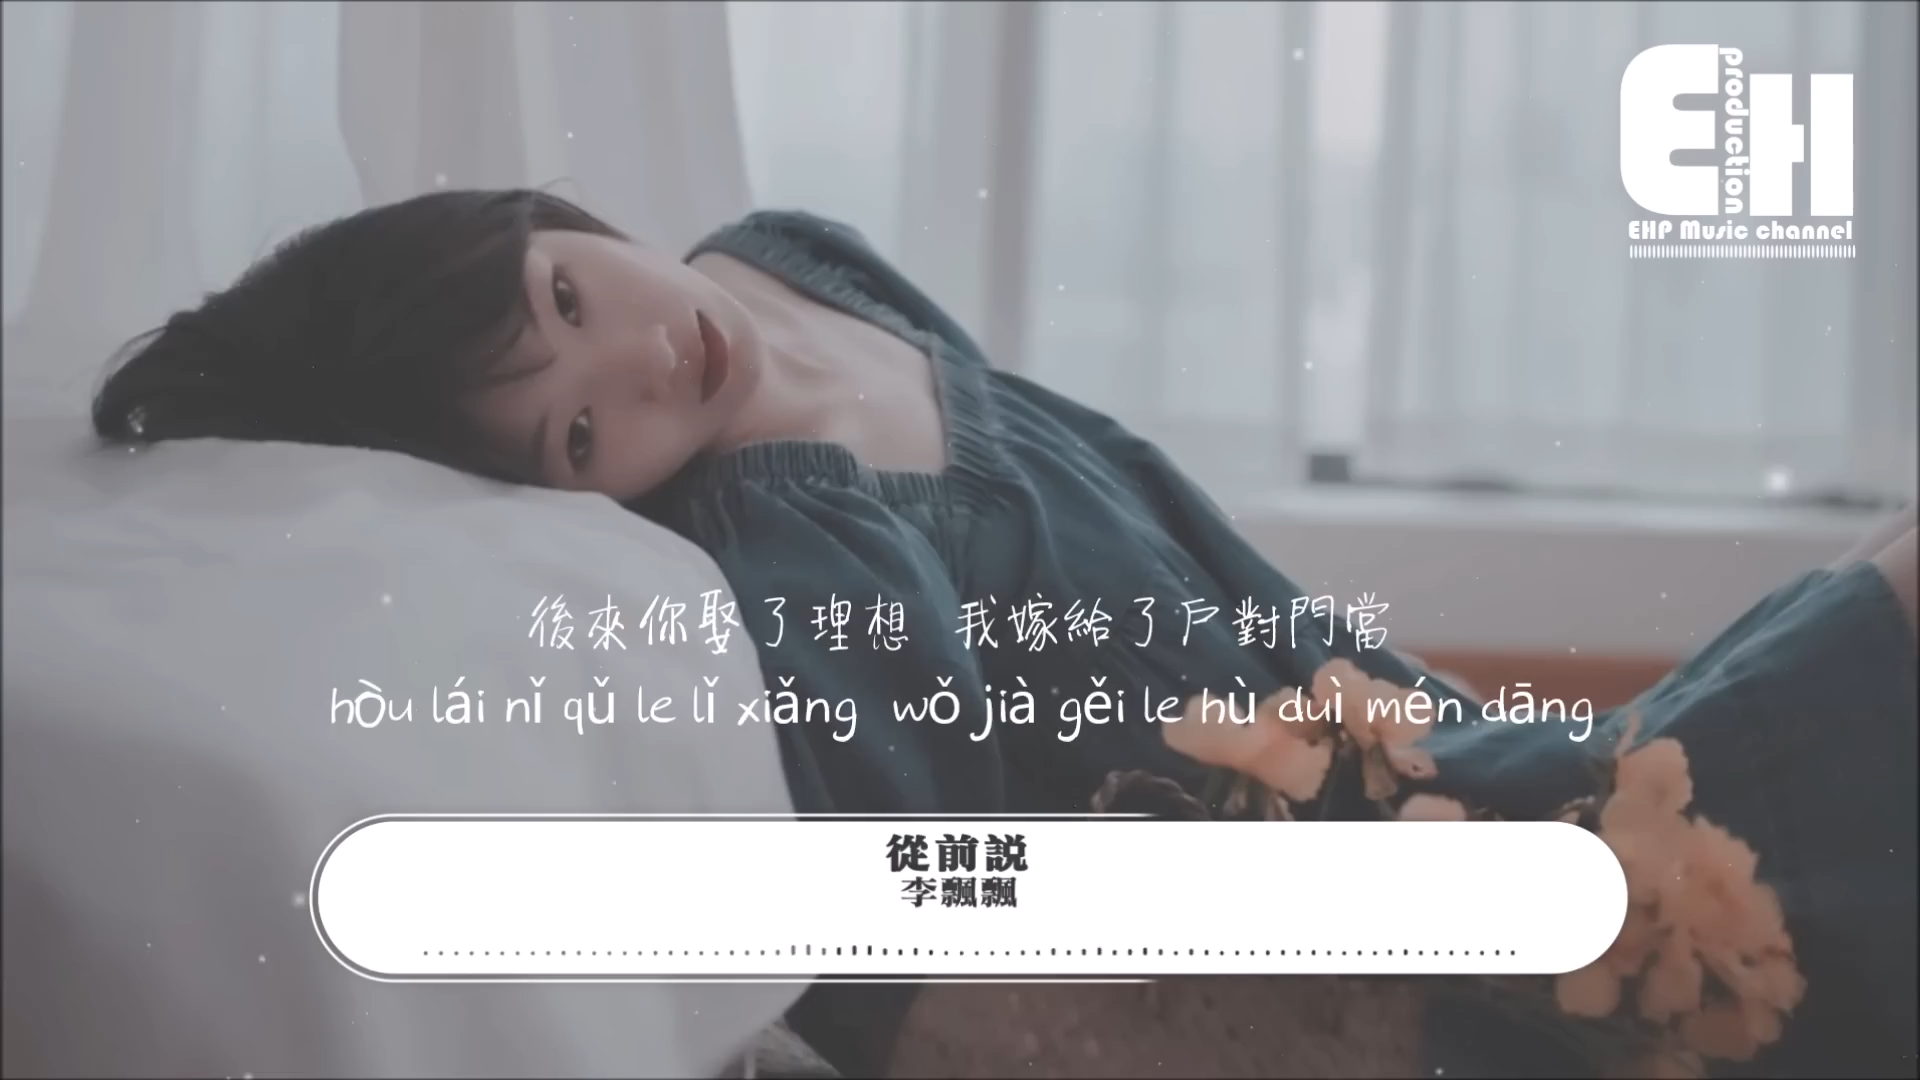 EH
production
EHP Music channel
後來你娶了理想 我嫁給了戶對門當
hòu lái nǐ qǔ le lǐ xiǎng wǒ jià gěi le hù duì mén dāng
從前説
李飄飄